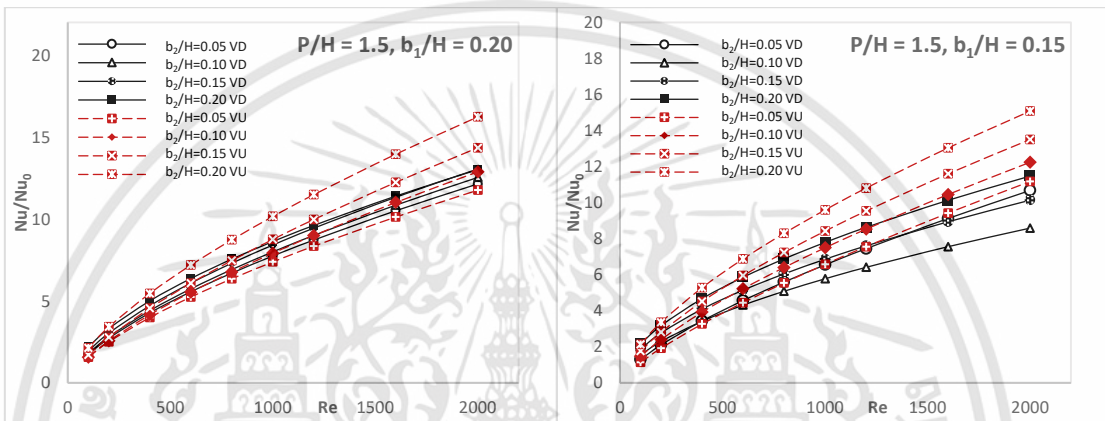 P/H = 1.5, b₁/H = 0.20
b₂/H=0.05 VD
b₂/H=0.10 VD
b₂/H=0.15 VD
b₂/H=0.20 VD
b₂/H=0.05 VU
b₂/H=0.10 VU
b₂/H=0.15 VU
b₂/H=0.20 VU
Nu/Nu₀
20
15
10
5
0
0 500 1000 1500 2000
Re
P/H = 1.5, b₁/H = 0.15
b₂/H=0.05 VD
b₂/H=0.10 VD
b₂/H=0.15 VD
b₂/H=0.20 VD
b₂/H=0.05 VU
b₂/H=0.10 VU
b₂/H=0.15 VU
b₂/H=0.20 VU
Nu/Nu₀
20
18
16
14
12
10
8
6
4
2
0
0 500 1000 1500 2000
Re